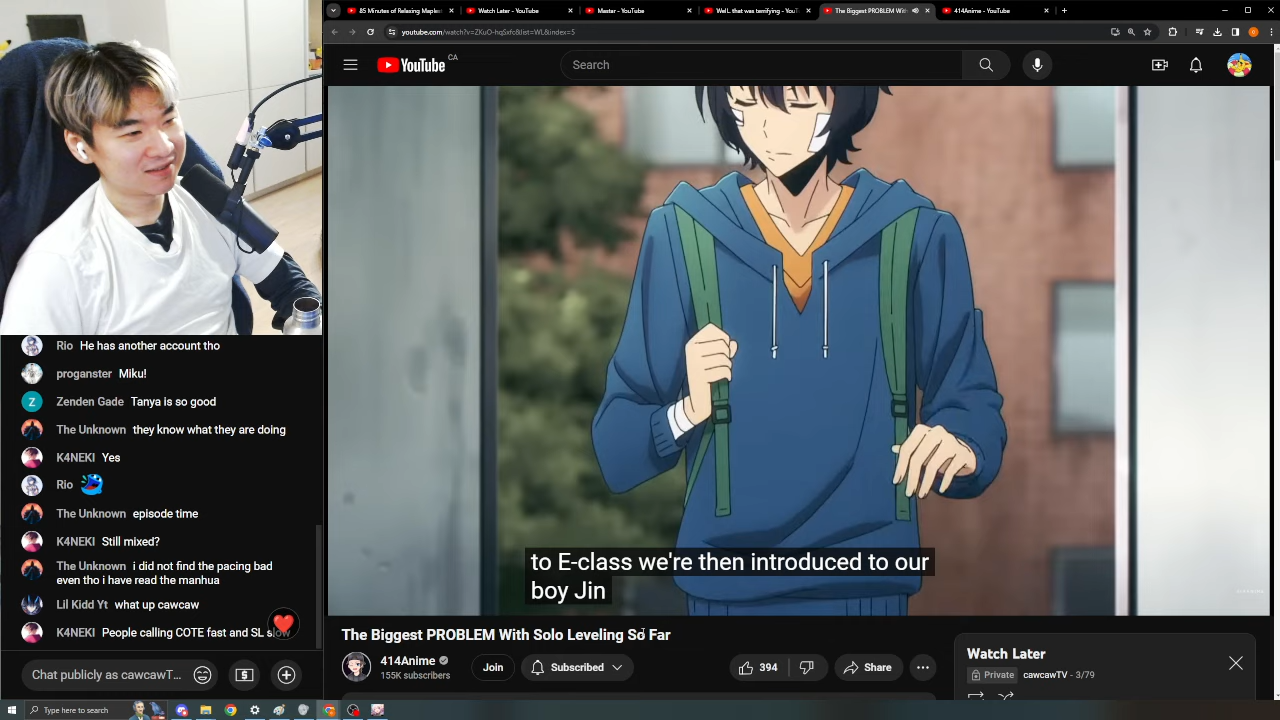 85 Minutes of Relaxing Maples
Watch Later - YouTube
Master - YouTube
Well.. that was terrifying - YouT
The Biggest PROBLEM With
414Anime - YouTube
youtube.com/watch?v=ZKuO-hqSxfc&list=WL&index=5
YouTube CA
Search
to E-class we're then introduced to our
boy Jin
Rio He has another account tho
proganster Miku!
Z Zenden Gade Tanya is so good
The Unknown they know what they are doing
K4NEKI Yes
Rio
The Unknown episode time
K4NEKI Still mixed?
The Unknown i did not find the pacing bad
even tho i have read the manhua
Lil Kidd Yt what up cawcaw
K4NEKI People calling COTE fast and SL slow
Chat publicly as cawcawT...
The Biggest PROBLEM With Solo Leveling So Far
414Anime
155K subscribers
Join
Subscribed
394
Share
Watch Later
Private cawcawTV - 3/79
Type here to search